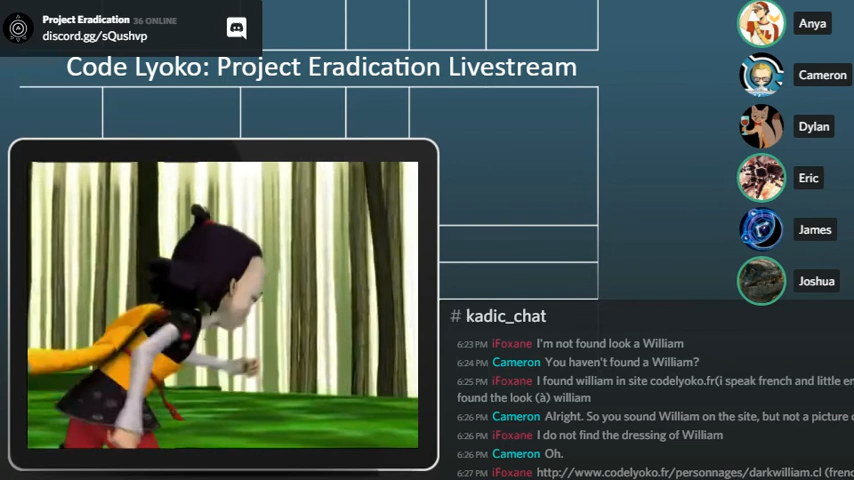 Project Eradication 36 ONLINE
discord.gg/sQushvp
Code Lyoko: Project Eradication Livestream
Anya
Cameron
Dylan
Eric
James
Joshua
# kadic_chat
6:23 PM iFoxane I'm not found look a William
6:24 PM Cameron You haven't found a William?
6:25 PM iFoxane I found william in site codelyoko.fr(i speak french and little en
found the look (à) william
6:26 PM Cameron Alright. So you sound William on the site, but not a picture o
6:26 PM iFoxane I do not find the dressing of William
6:26 PM Cameron Oh.
6:27 PM iFoxane http://www.codelyoko.fr/personnages/darkwilliam.cl (frenc